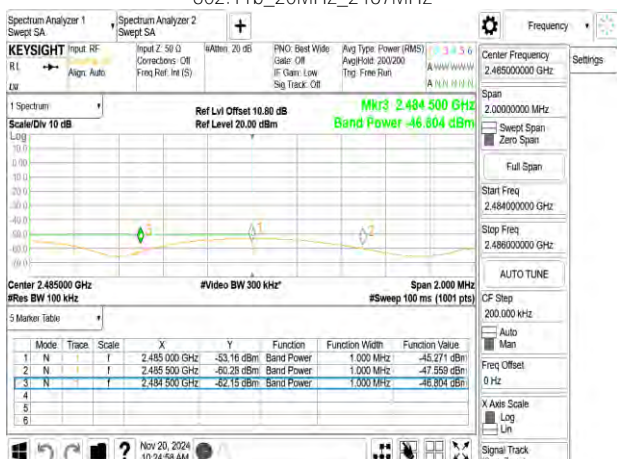 802.11b_20MHz_2467MHz
Spectrum Analyzer 1
Swept SA
Spectrum Analyzer 2
Swept SA
+
Frequency
KEYSIGHT
RL
Input: RF
Align: Auto
Input Z: 50 Ω
Corrections: Off
Freq Ref: Int (S)
#Atten: 20 dB
PNO: Best Wide
Gate: Off
IF Gain: Low
Sig Track: Off
Avg Type: Power (RMS)
Avg|Hold: 200/200
Trig: Free Run
A WW WW WW
A N N N N N
1 Spectrum
Scale/Div 10 dB
Log
Ref Lvl Offset 10.80 dB
Ref Level 20.00 dBm
Mkr3 2.484 500 GHz
Band Power -46.804 dBm
3
1
2
Center 2.485000 GHz
#Res BW 100 kHz
#Video BW 300 kHz*
Span 2.000 MHz
#Sweep 100 ms (1001 pts)
5 Marker Table
Mode Trace Scale X Y Function Function Width Function Value
1 N 1 f 2.485 000 GHz -53.16 dBm Band Power 1.000 MHz -45.271 dBm
2 N 1 f 2.485 500 GHz -60.28 dBm Band Power 1.000 MHz -47.559 dBm
3 N 1 f 2.484 500 GHz -62.15 dBm Band Power 1.000 MHz -46.804 dBm
4
5
6
Nov 20, 2024
10:24:58 AM
Center Frequency
2.485000000 GHz
Settings
Span
2.00000000 MHz
Swept Span
Zero Span
Full Span
Start Freq
2.484000000 GHz
Stop Freq
2.486000000 GHz
AUTO TUNE
CF Step
200.000 kHz
Auto
Man
Freq Offset
0 Hz
X Axis Scale
Log
Lin
Signal Track